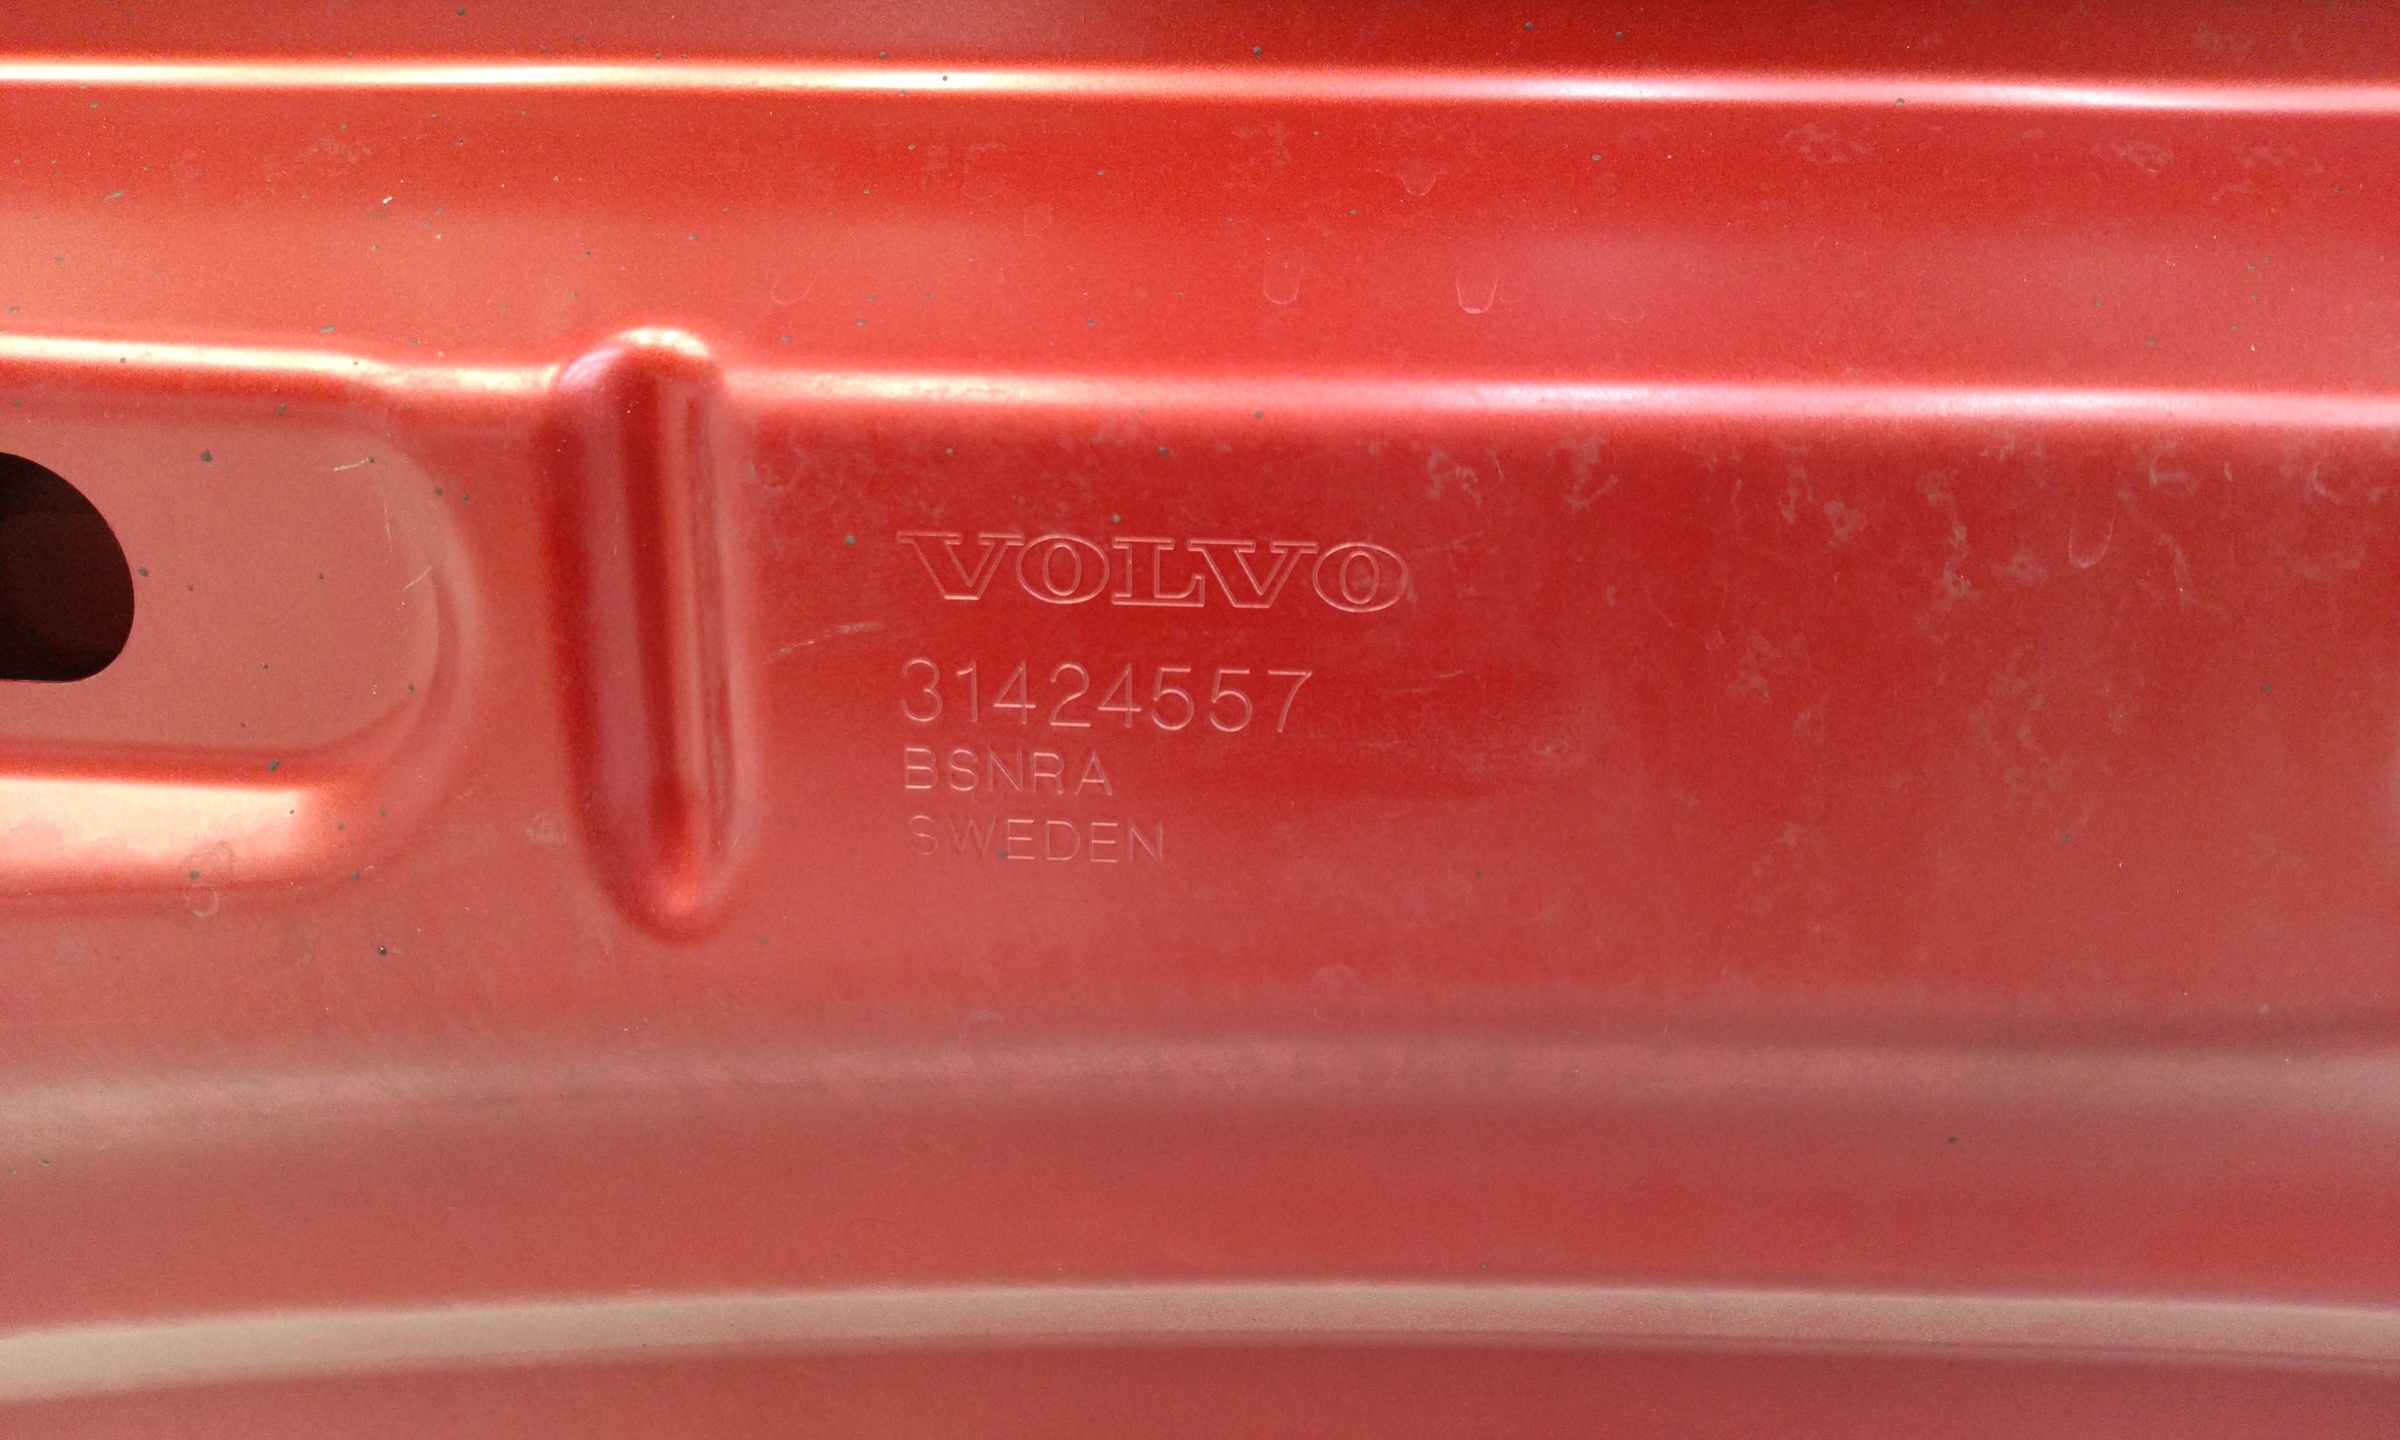 VOLVO
31424557
BSNRA
SWEDEN